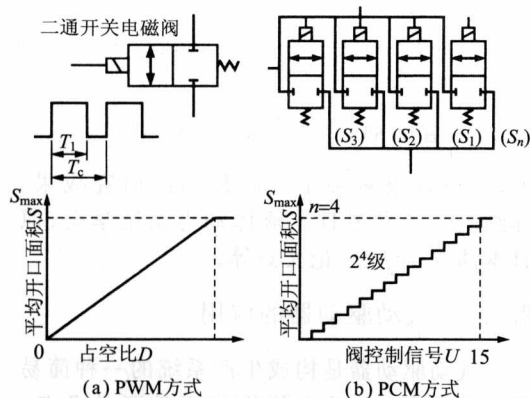 二通开关电磁阀
T₁
Tc
(S₃) (S₂) (S₁) (Sn)
Smax
平均开口面积S
0
占空比D
(a) PWM方式
Smax
n=4
2⁴级
平均开口面积S
阀控制信号U 15
(b) PCM方式